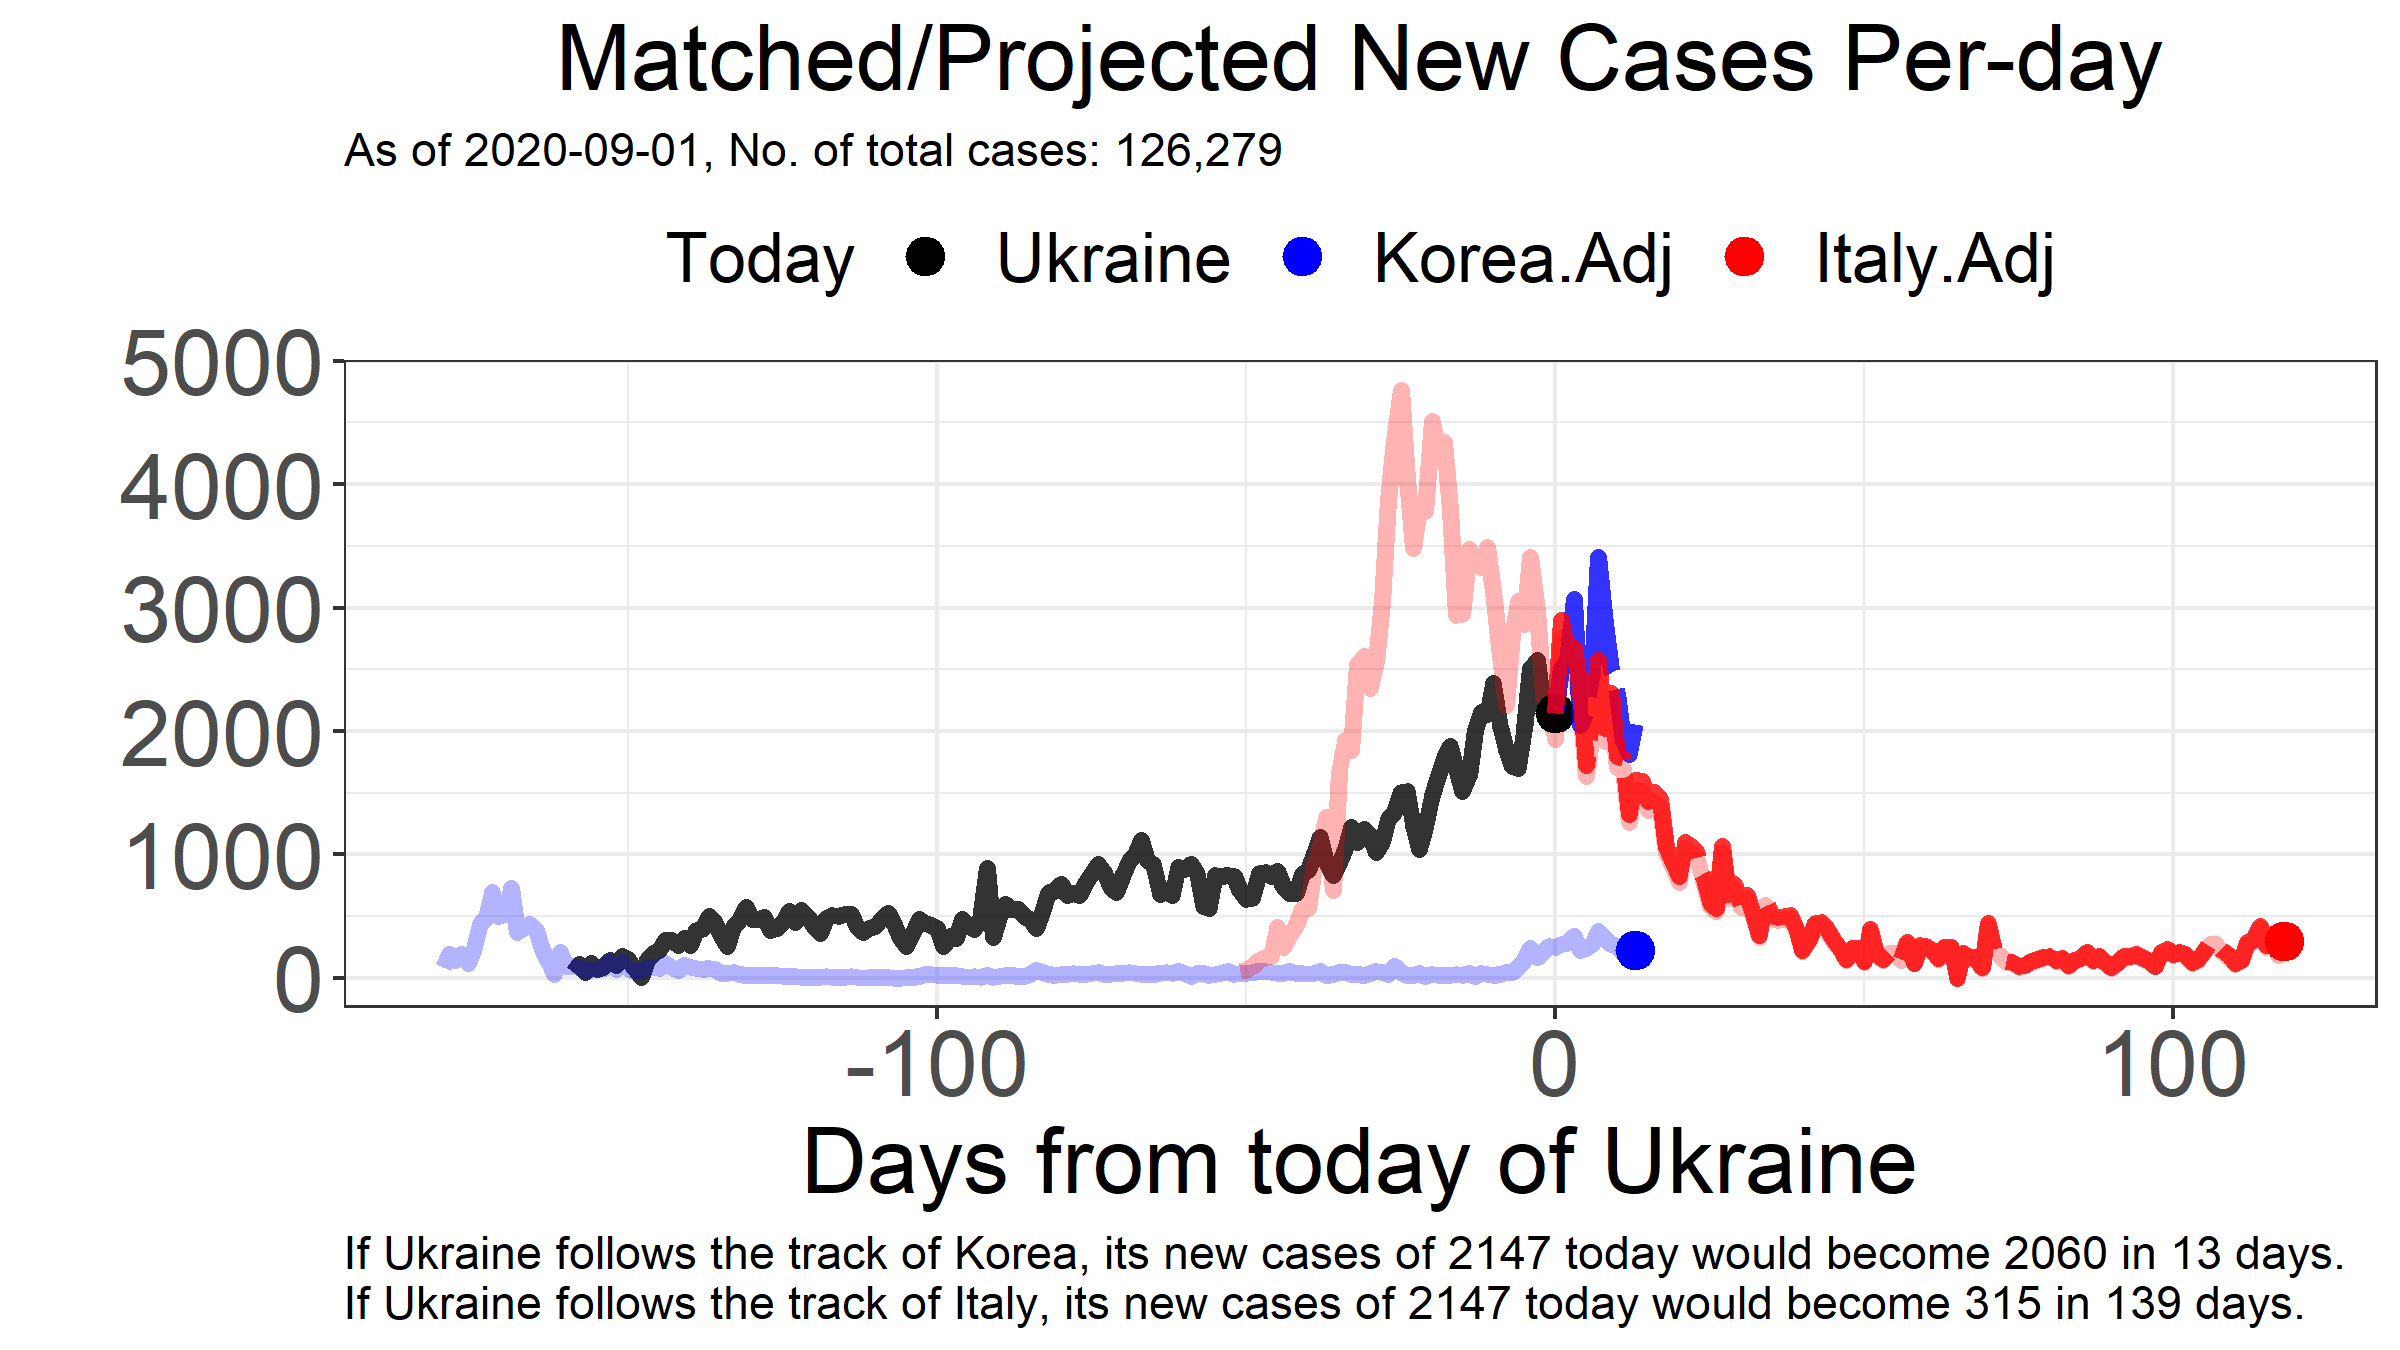 Matched/Projected New Cases Per-day
As of 2020-09-01, No. of total cases: 126,279
Today Ukraine Korea.Adj Italy.Adj
5000
4000
3000
2000
1000
0
-100 0 100
Days from today of Ukraine
If Ukraine follows the track of Korea, its new cases of 2147 today would become 2060 in 13 days.
If Ukraine follows the track of Italy, its new cases of 2147 today would become 315 in 139 days.